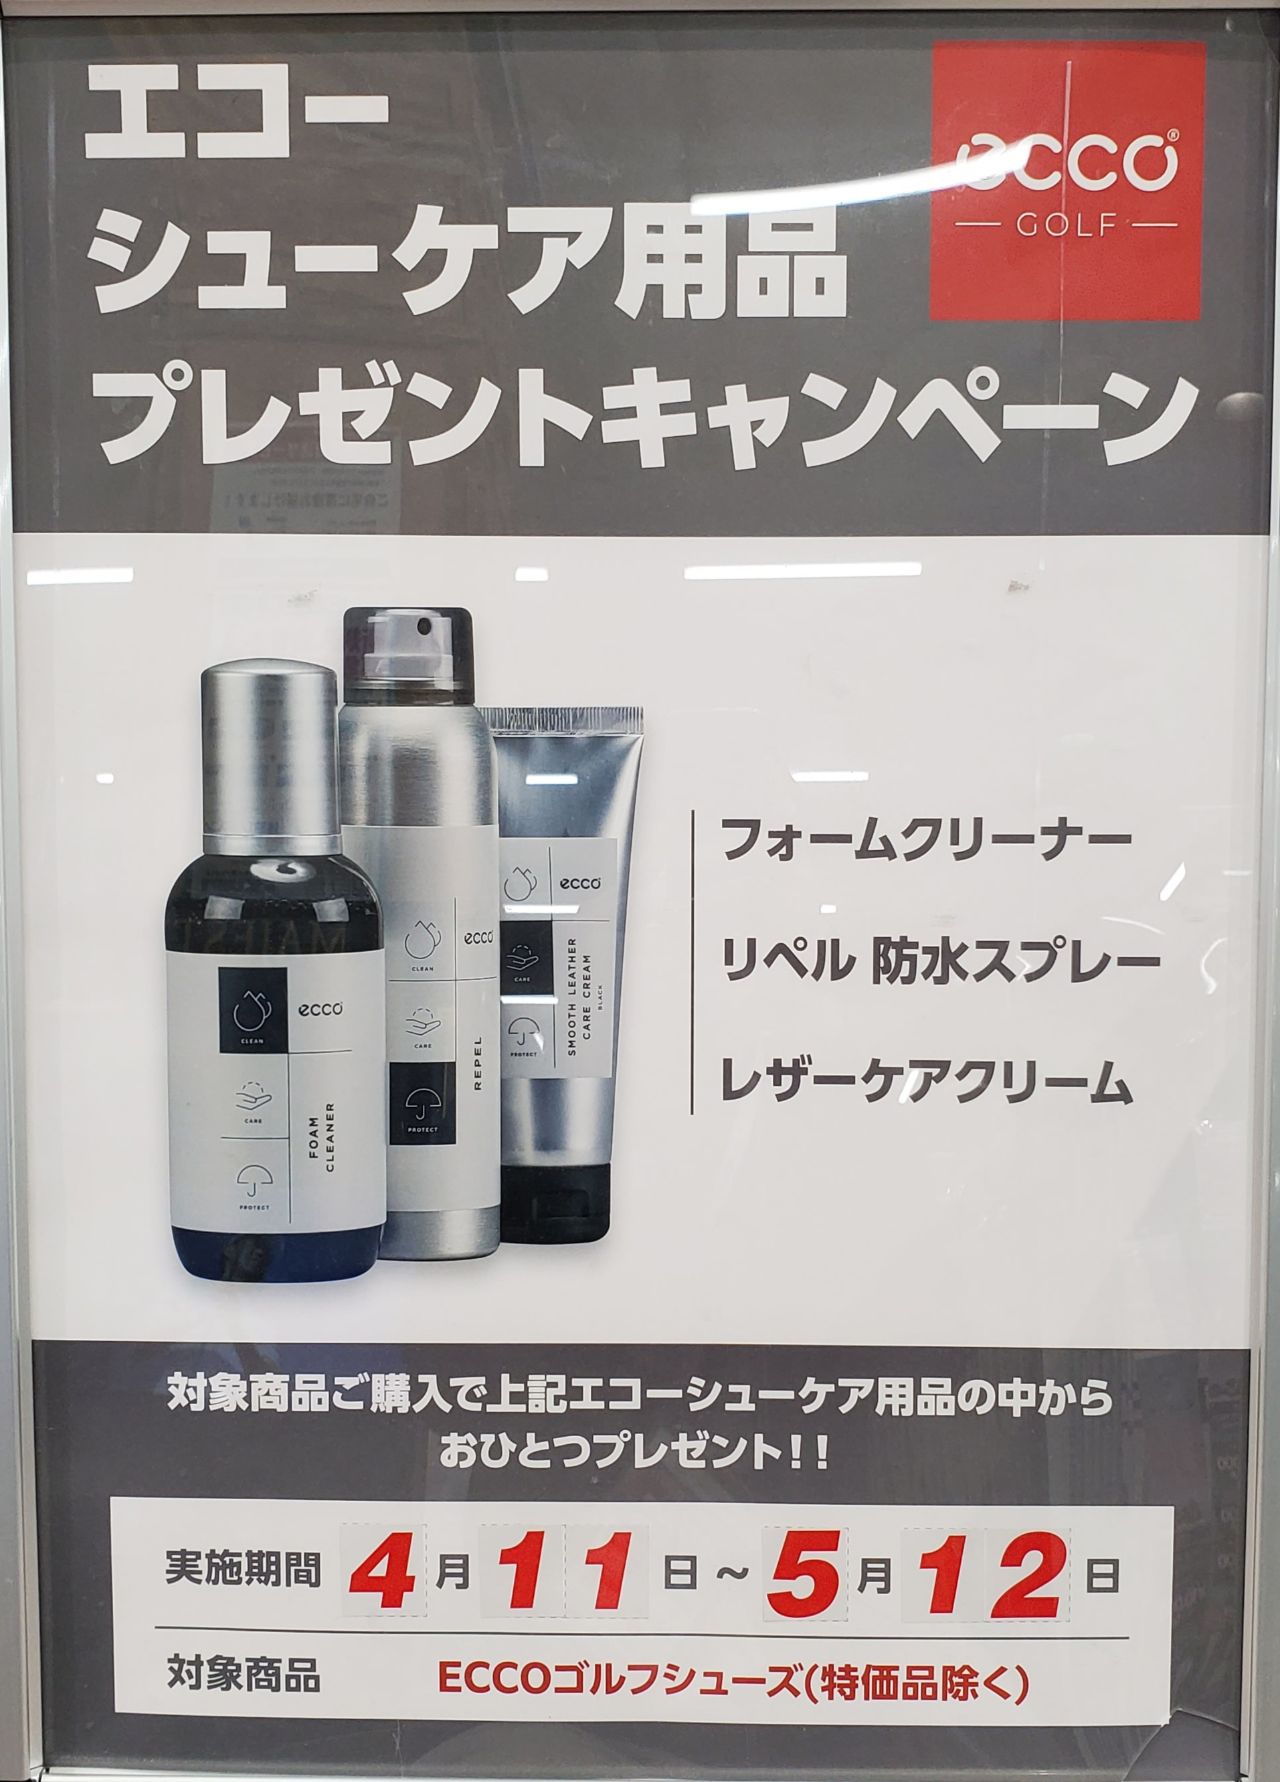 エコー
シューケア用品
プレゼントキャンペーン
ecco®
GOLF
フォームクリーナー
リペル 防水スプレー
レザーケアクリーム
CLEAN
ecco
CARE
PROTECT
FOAM
CLEANER
CLEAN
ecco
CARE
PROTECT
REPEL
ecco
CARE
PROTECT
SMOOTH LEATHER
CARE CREAM
BLACK
対象商品ご購入で上記エコーシューケア用品の中から
おひとつプレゼント!!
実施期間 4月11日~5月12日
対象商品 ECCOゴルフシューズ(特価品除く)